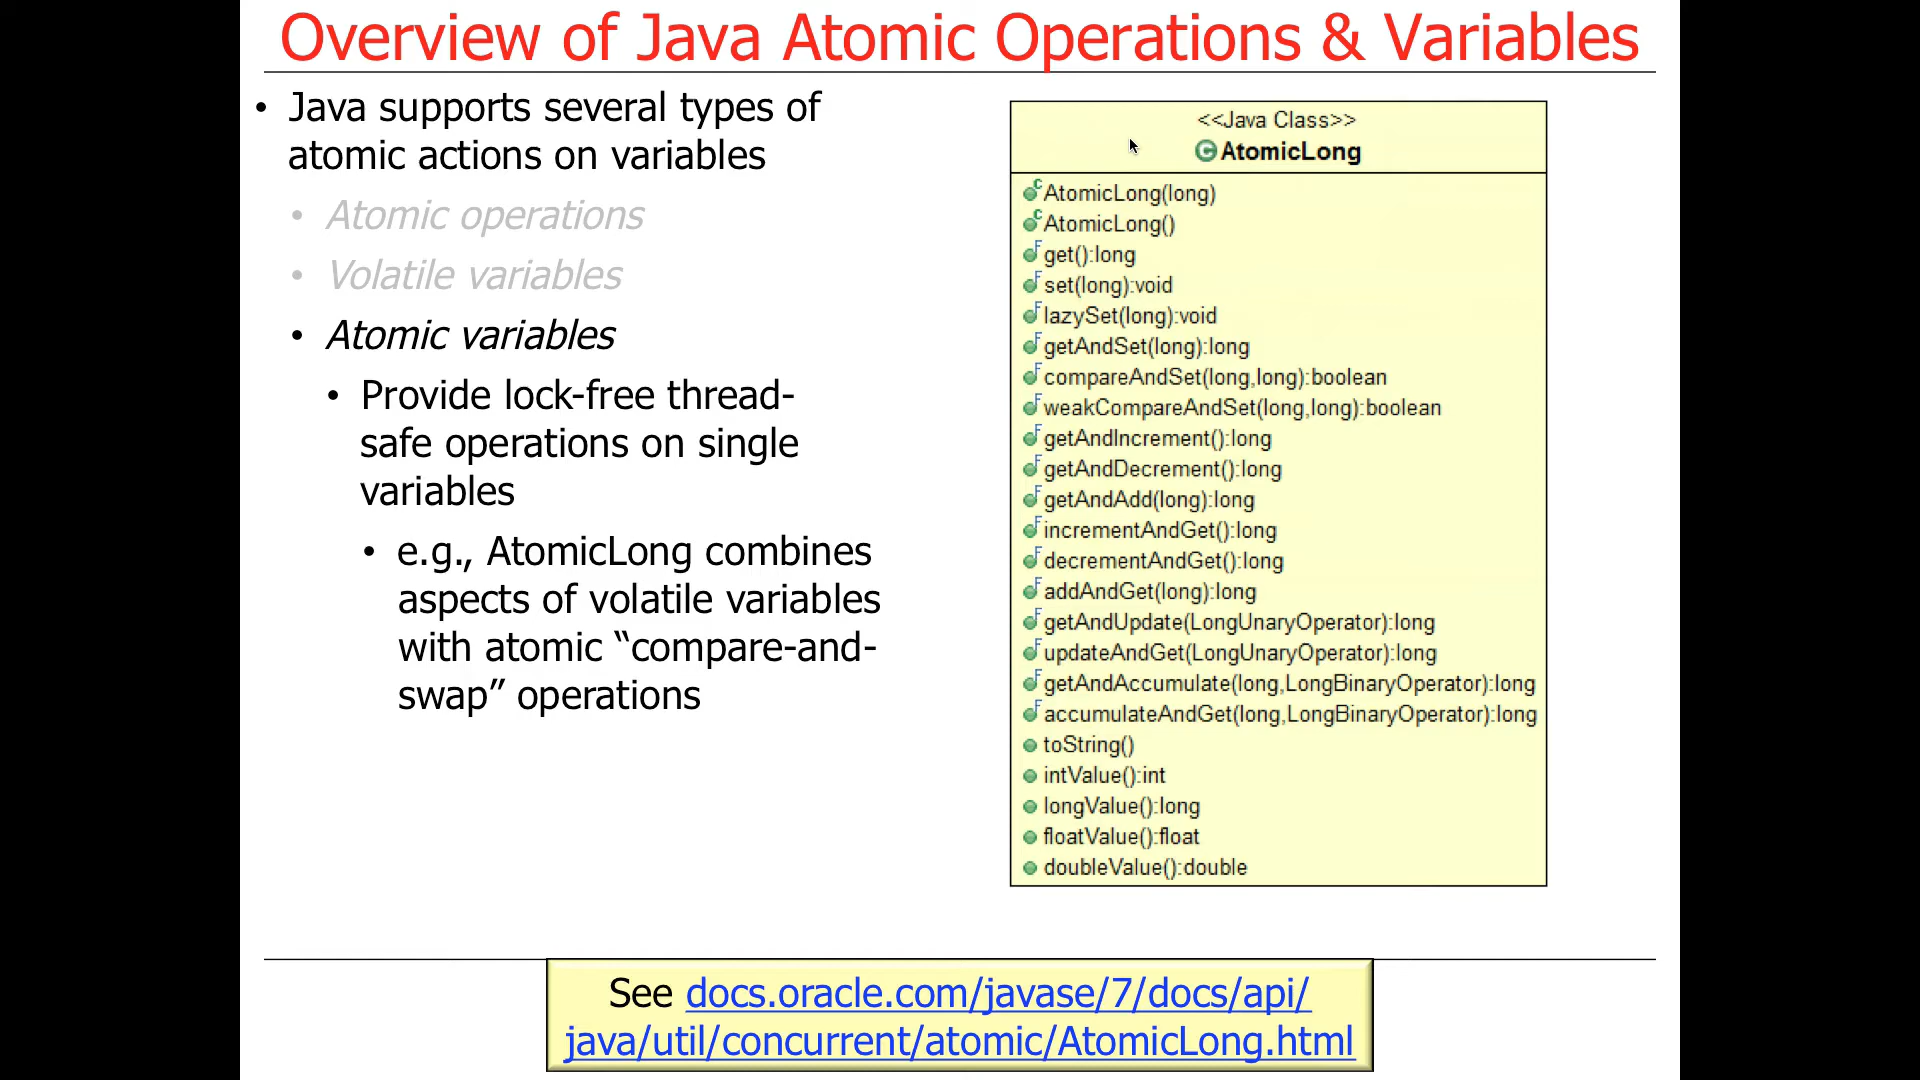 Overview of Java Atomic Operations & Variables
• Java supports several types of
atomic actions on variables
• Atomic operations
• Volatile variables
• Atomic variables
• Provide lock-free thread-
safe operations on single
variables
• e.g., AtomicLong combines
aspects of volatile variables
with atomic “compare-and-
swap” operations
<<Java Class>>
AtomicLong
AtomicLong(long)
AtomicLong()
get():long
set(long):void
lazySet(long):void
getAndSet(long):long
compareAndSet(long,long):boolean
weakCompareAndSet(long,long):boolean
getAndIncrement():long
getAndDecrement():long
getAndAdd(long):long
incrementAndGet():long
decrementAndGet():long
addAndGet(long):long
getAndUpdate(LongUnaryOperator):long
updateAndGet(LongUnaryOperator):long
getAndAccumulate(long,LongBinaryOperator):long
accumulateAndGet(long,LongBinaryOperator):long
toString()
intValue():int
longValue():long
floatValue():float
doubleValue():double
See docs.oracle.com/javase/7/docs/api/
java/util/concurrent/atomic/AtomicLong.html